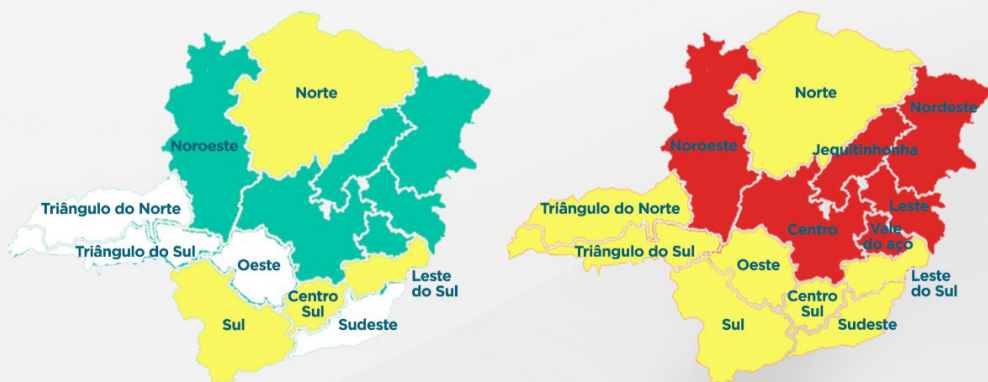 Norte
Noroeste
Triângulo do Norte
Triângulo do Sul
Oeste
Leste
do Sul
Centro
Sul
Sul
Sudeste
Norte
Nordeste
Noroeste
Jequitinhonha
Triângulo do Norte
Leste
Centro
Vale
do aço
Triângulo do Sul
Oeste
Leste
do Sul
Centro
Sul
Sul
Sudeste